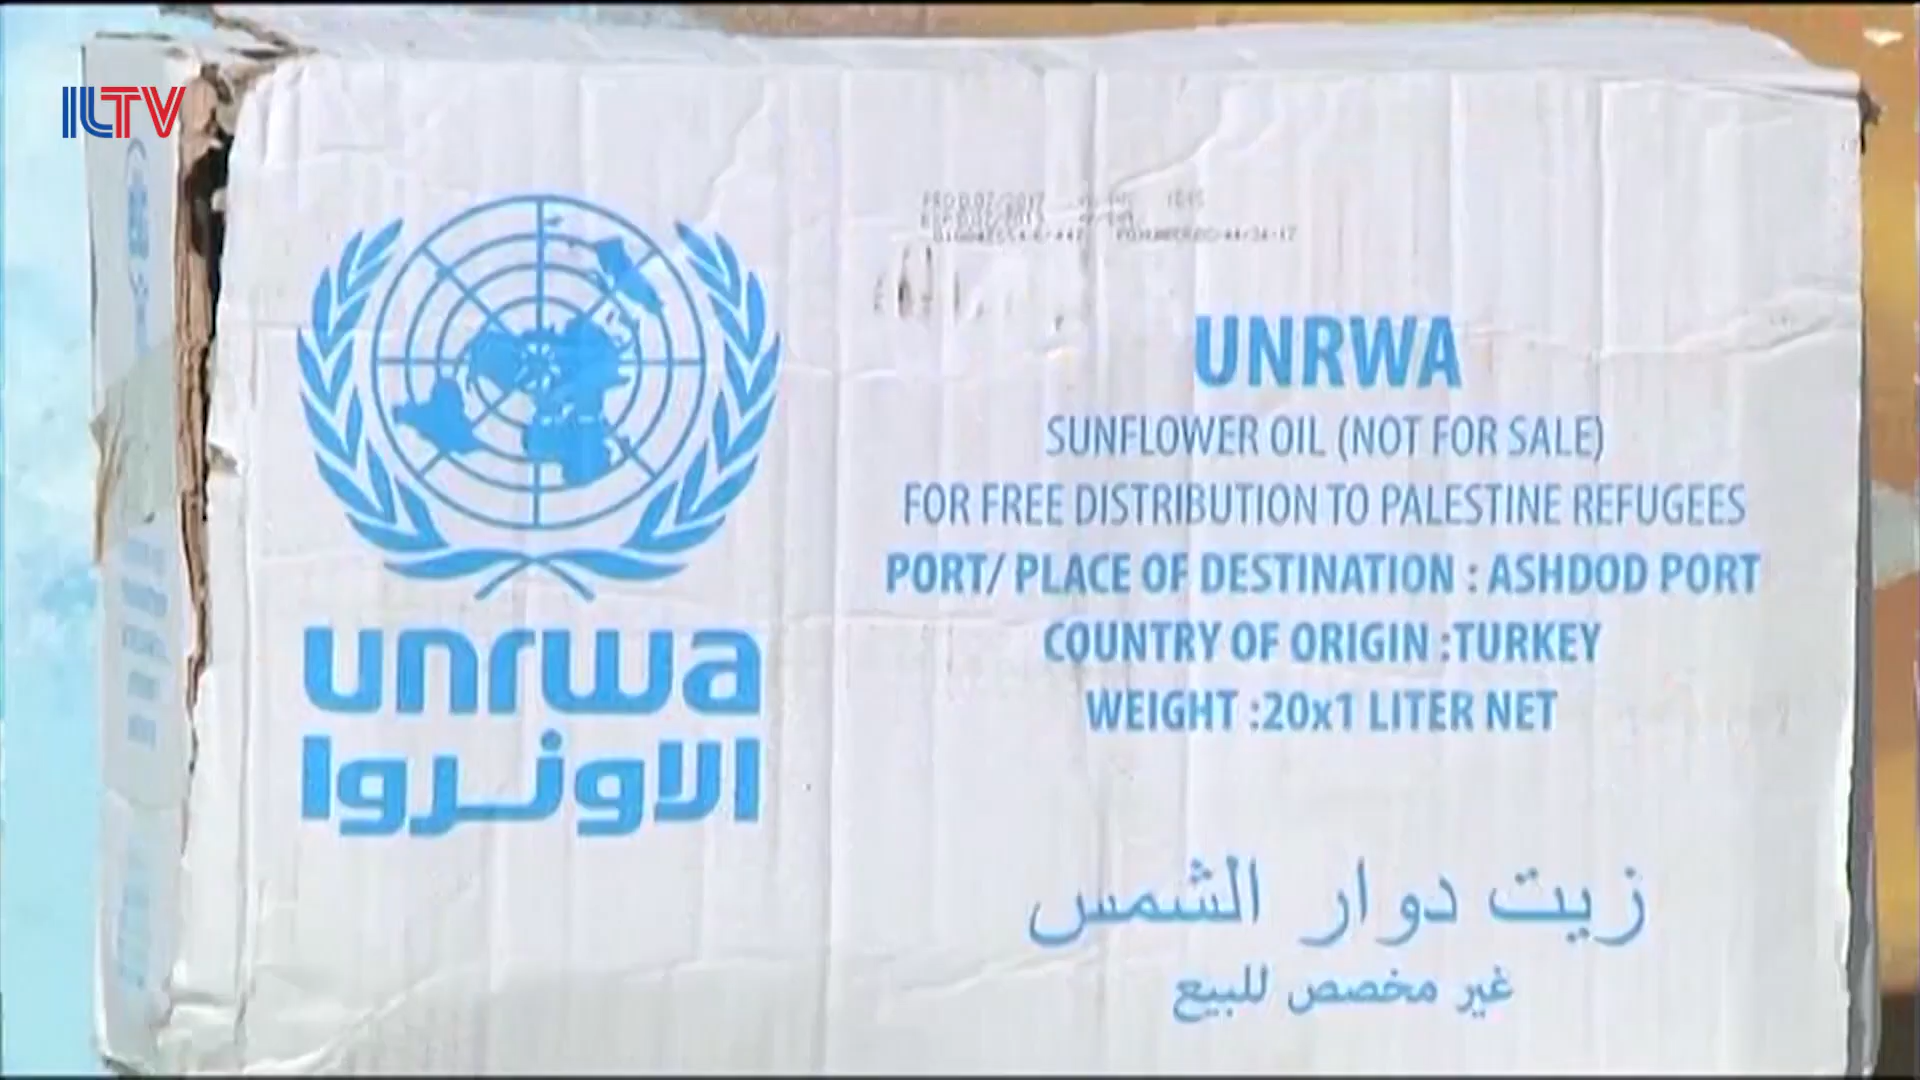 ILTV
unrwa
الاونروا
UNRWA
SUNFLOWER OIL (NOT FOR SALE)
FOR FREE DISTRIBUTION TO PALESTINE REFUGEES
PORT/ PLACE OF DESTINATION : ASHDOD PORT
COUNTRY OF ORIGIN :TURKEY
WEIGHT :20x1 LITER NET
زيت دوار الشمس
غير مخصص للبيع